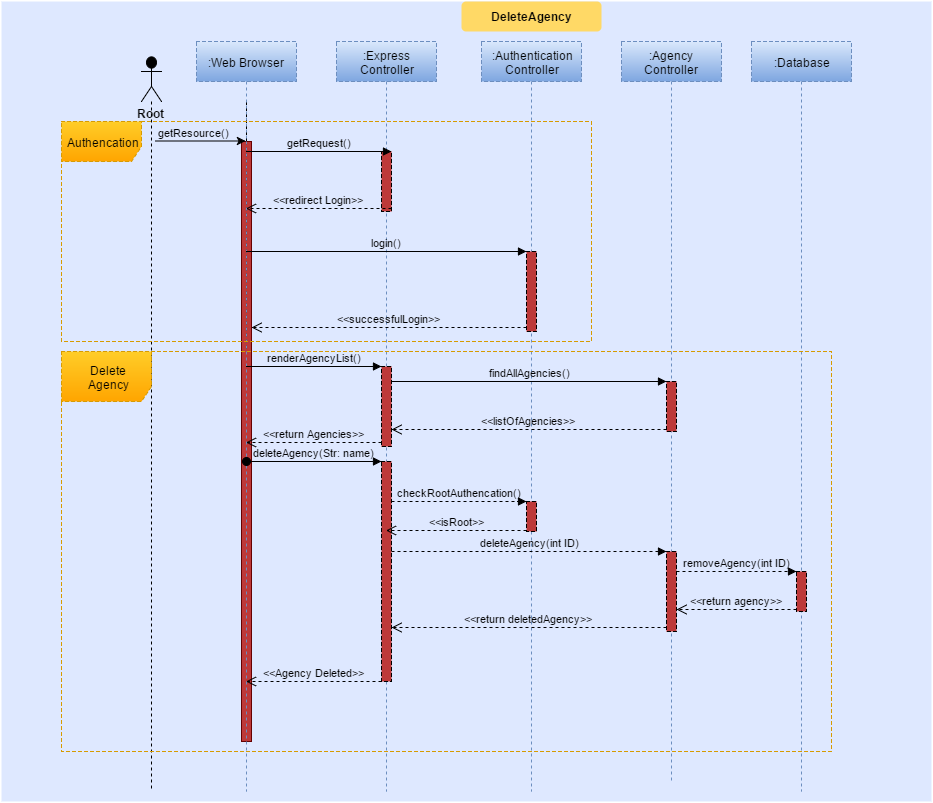 DeleteAgency
:Web Browser
:Express
Controller
:Authentication
Controller
:Agency
Controller
:Database
Root
Authencation
getResource()
getRequest()
<<redirect Login>>
login()
<<successfulLogin>>
Delete
Agency
renderAgencyList()
findAllAgencies()
<<listOfAgencies>>
<<return Agencies>>
deleteAgency(Str: name)
checkRootAuthencation()
<<isRoot>>
deleteAgency(int ID)
removeAgency(int ID)
<<return agency>>
<<return deletedAgency>>
<<Agency Deleted>>